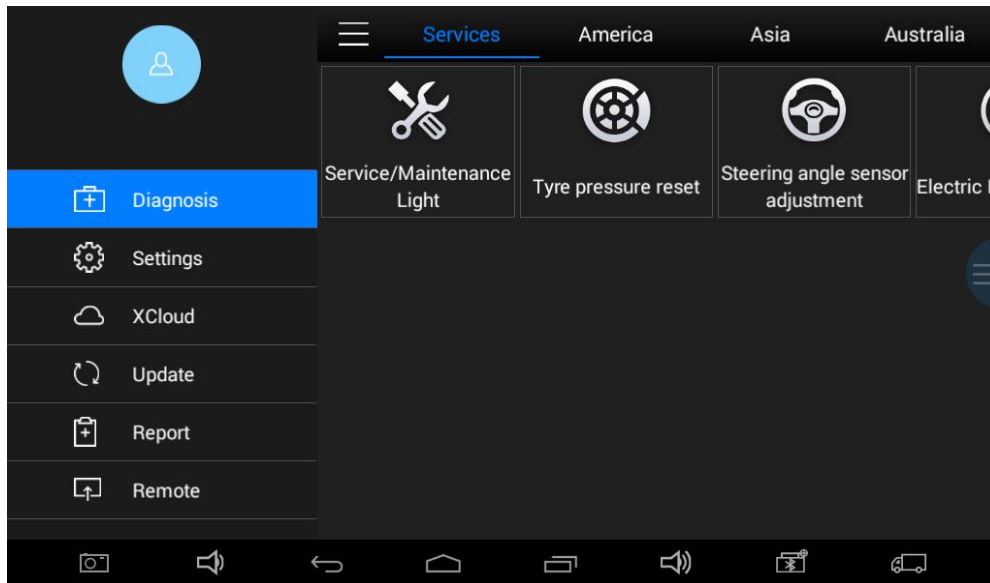 Services
America
Asia
Australia
Service/Maintenance
Light
Tyre pressure reset
Steering angle sensor
adjustment
Electric
Diagnosis
Settings
XCloud
Update
Report
Remote